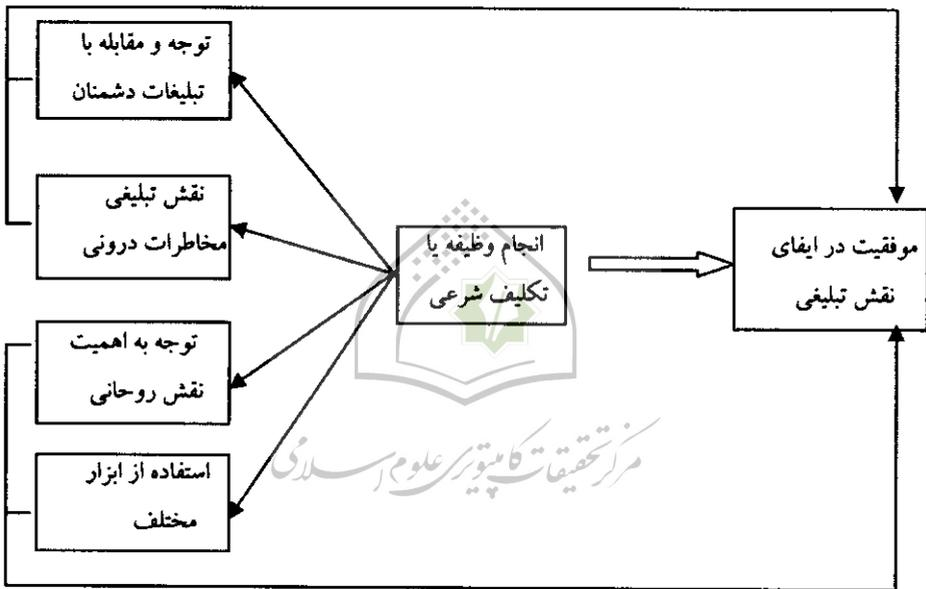 توجه و مقابله با
تبلیغات دشمنان
نقش تبلیغی
مخاطرات درونی
انجام وظیفه یا
تکلیف شرعی
موفقیت در ایفای
نقش تبلیغی
توجه به اهمیت
نقش روحانی
استفاده از ابزار
مختلف
مرکز تحقیقات کامپیوتری علوم اسلامی